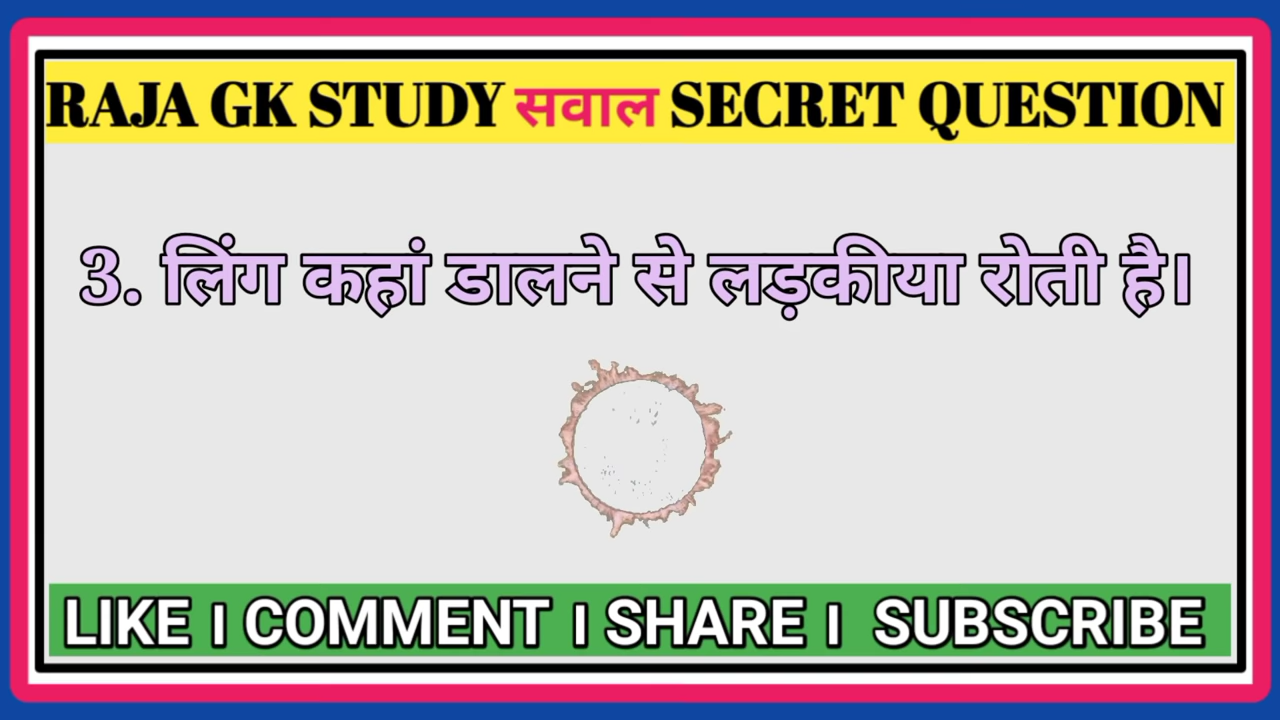 RAJA GK STUDY सवाल SECRET QUESTION
3. लिंग कहां डालने से लड़कीया रोती है।
LIKE । COMMENT । SHARE । SUBSCRIBE